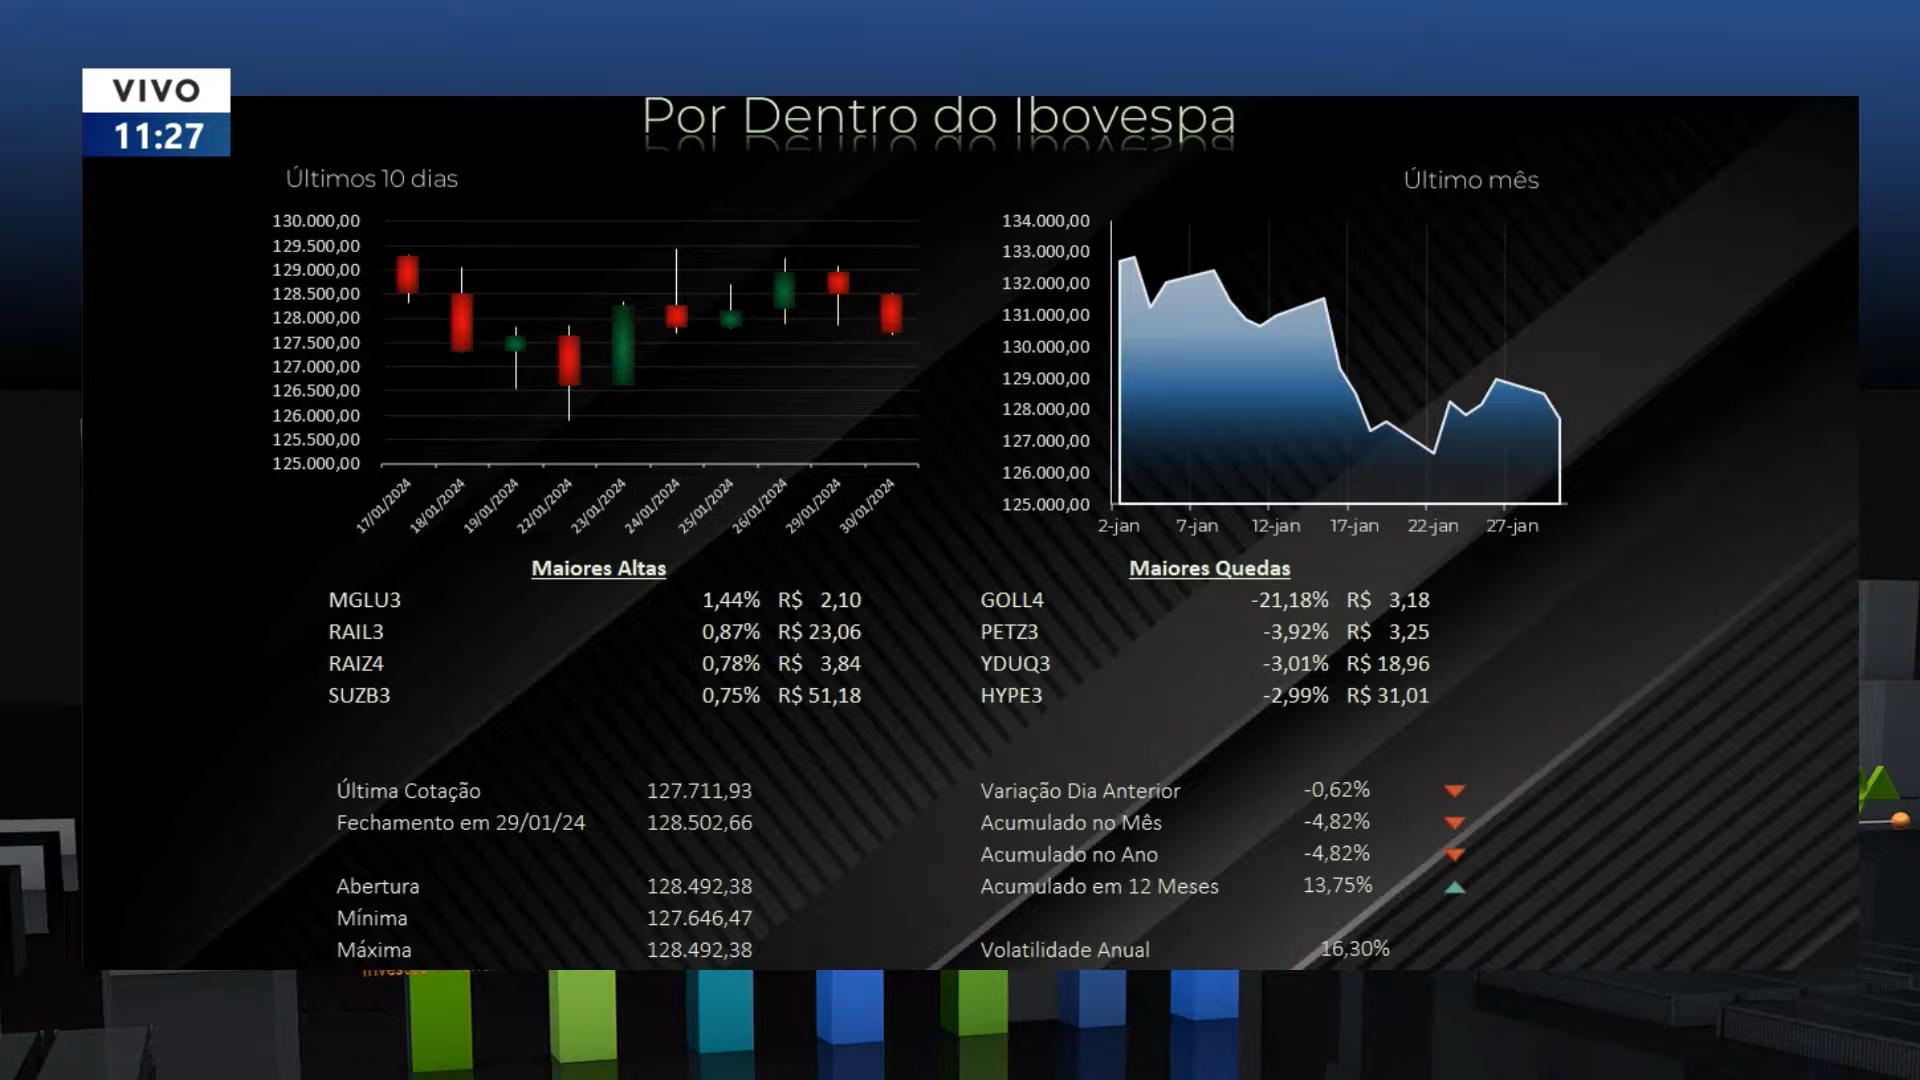 VIVO
11:27
Por Dentro do Ibovespa
Últimos 10 dias
130.000,00
129.500,00
129.000,00
128.500,00
128.000,00
127.500,00
127.000,00
126.500,00
126.000,00
125.500,00
125.000,00
17/01/2024
18/01/2024
19/01/2024
22/01/2024
23/01/2024
24/01/2024
25/01/2024
26/01/2024
29/01/2024
30/01/2024
Último mês
134.000,00
133.000,00
132.000,00
131.000,00
130.000,00
129.000,00
128.000,00
127.000,00
126.000,00
125.000,00
2-jan 7-jan 12-jan 17-jan 22-jan 27-jan
Maiores Altas
MGLU3 1,44% R$ 2,10
RAIL3 0,87% R$ 23,06
RAIZ4 0,78% R$ 3,84
SUZB3 0,75% R$ 51,18
Maiores Quedas
GOLL4 -21,18% R$ 3,18
PETZ3 -3,92% R$ 3,25
YDUQ3 -3,01% R$ 18,96
HYPE3 -2,99% R$ 31,01
Última Cotação 127.711,93
Fechamento em 29/01/24 128.502,66
Abertura 128.492,38
Mínima 127.646,47
Máxima 128.492,38
Variação Dia Anterior -0,62%
Acumulado no Mês -4,82%
Acumulado no Ano -4,82%
Acumulado em 12 Meses 13,75%
Volatilidade Anual 16,30%